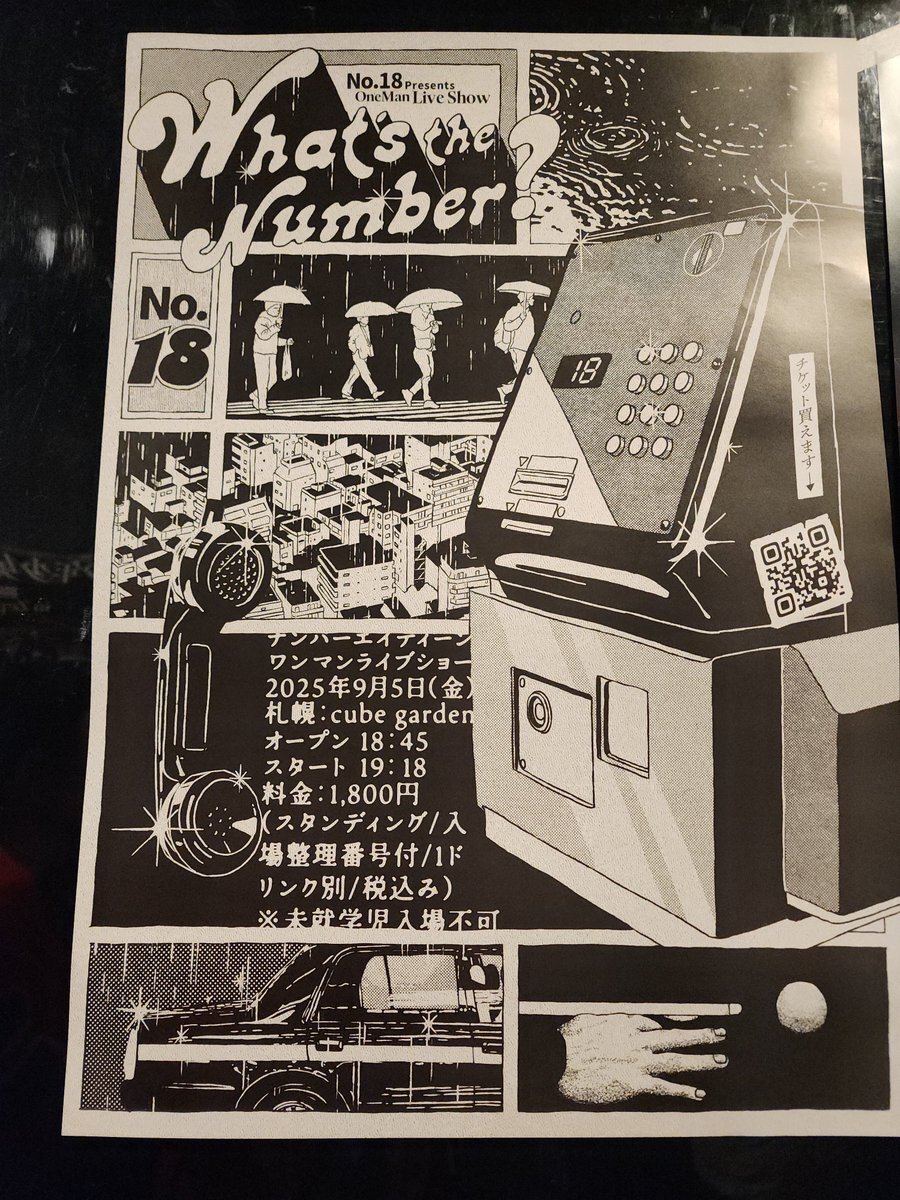 No.18 Presents
OneMan Live Show
What's the
Number?
No.
18
18
チケット買えます
ナンバーエイティーン
ワンマンライブショー
2025年9月5日(金)
札幌：cube garden
オープン 18：45
スタート 19：18
料金：1,800円
(スタンディング/入
場整理番号付/1ド
リンク別/税込み)
※未就学児入場不可